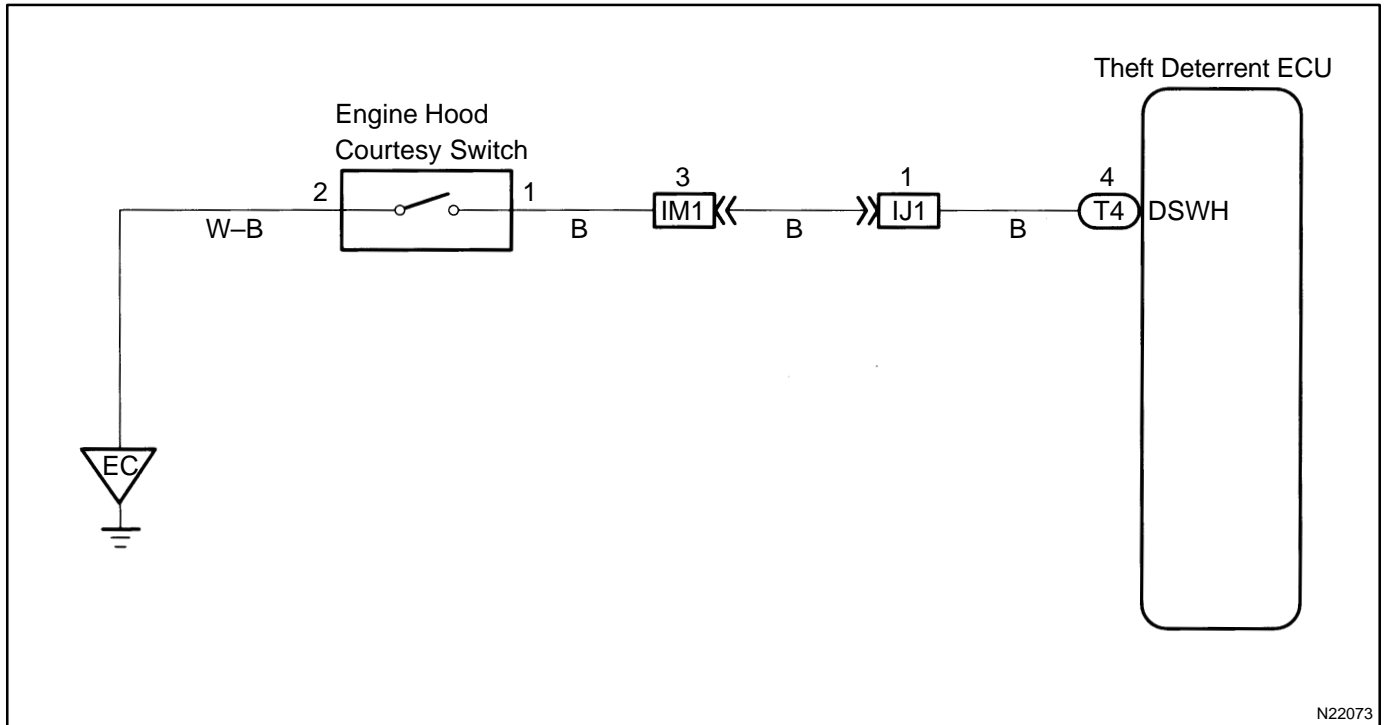 Theft Deterrent ECU
Engine Hood
Courtesy Switch
2
1
3
1
4
IM1
IJ1
T4
DSWH
W–B
B
B
B
EC
N22073